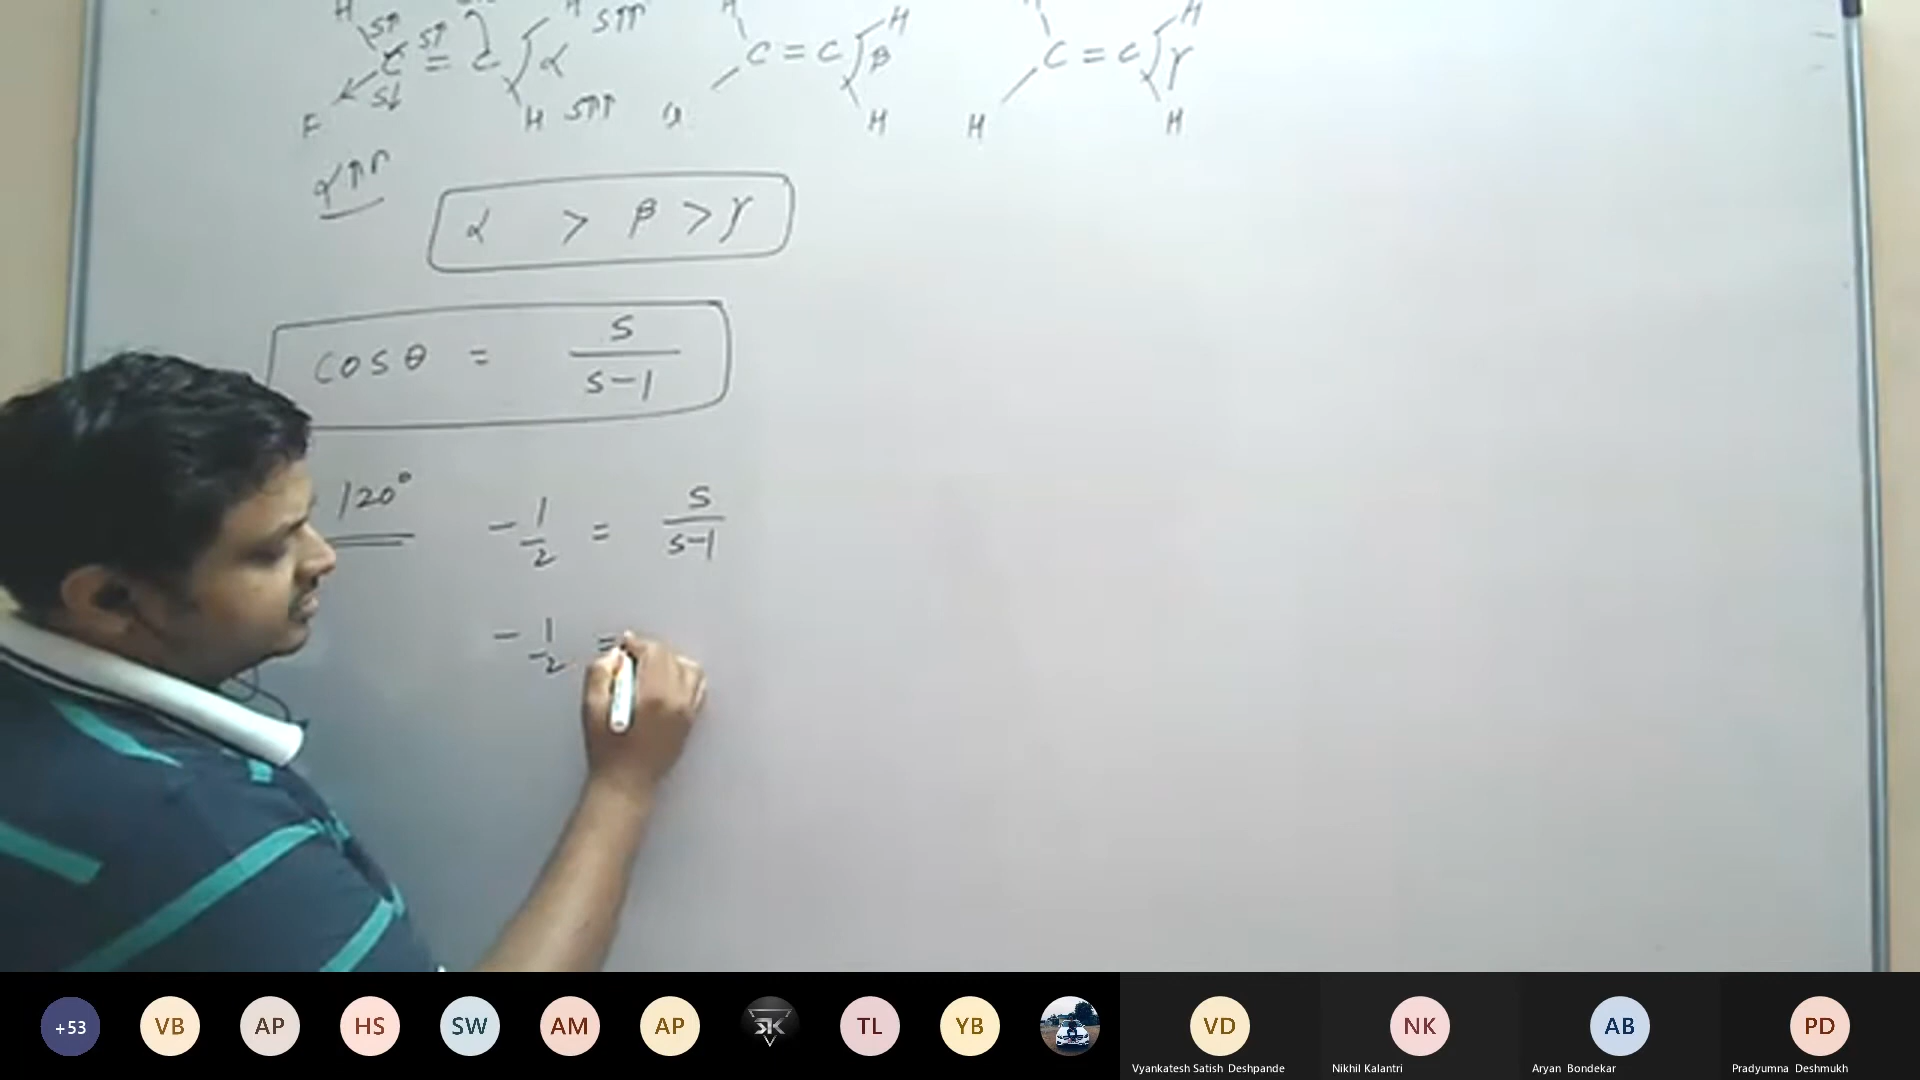 H S↑ S↑ H S↑↑ H H H
C = C α C = C β C = C γ
S↓
F H S↑↑ H H H
α↑↑
α > β > γ
cos θ = s / s-1
120° - 1/2 = s / s-1
- 1/2 =
+53 VB AP HS SW AM AP SK TL YB VD NK AB PD
Vyankatesh Satish Deshpande Nikhil Kalantri Aryan Bondekar Pradyumna Deshmukh